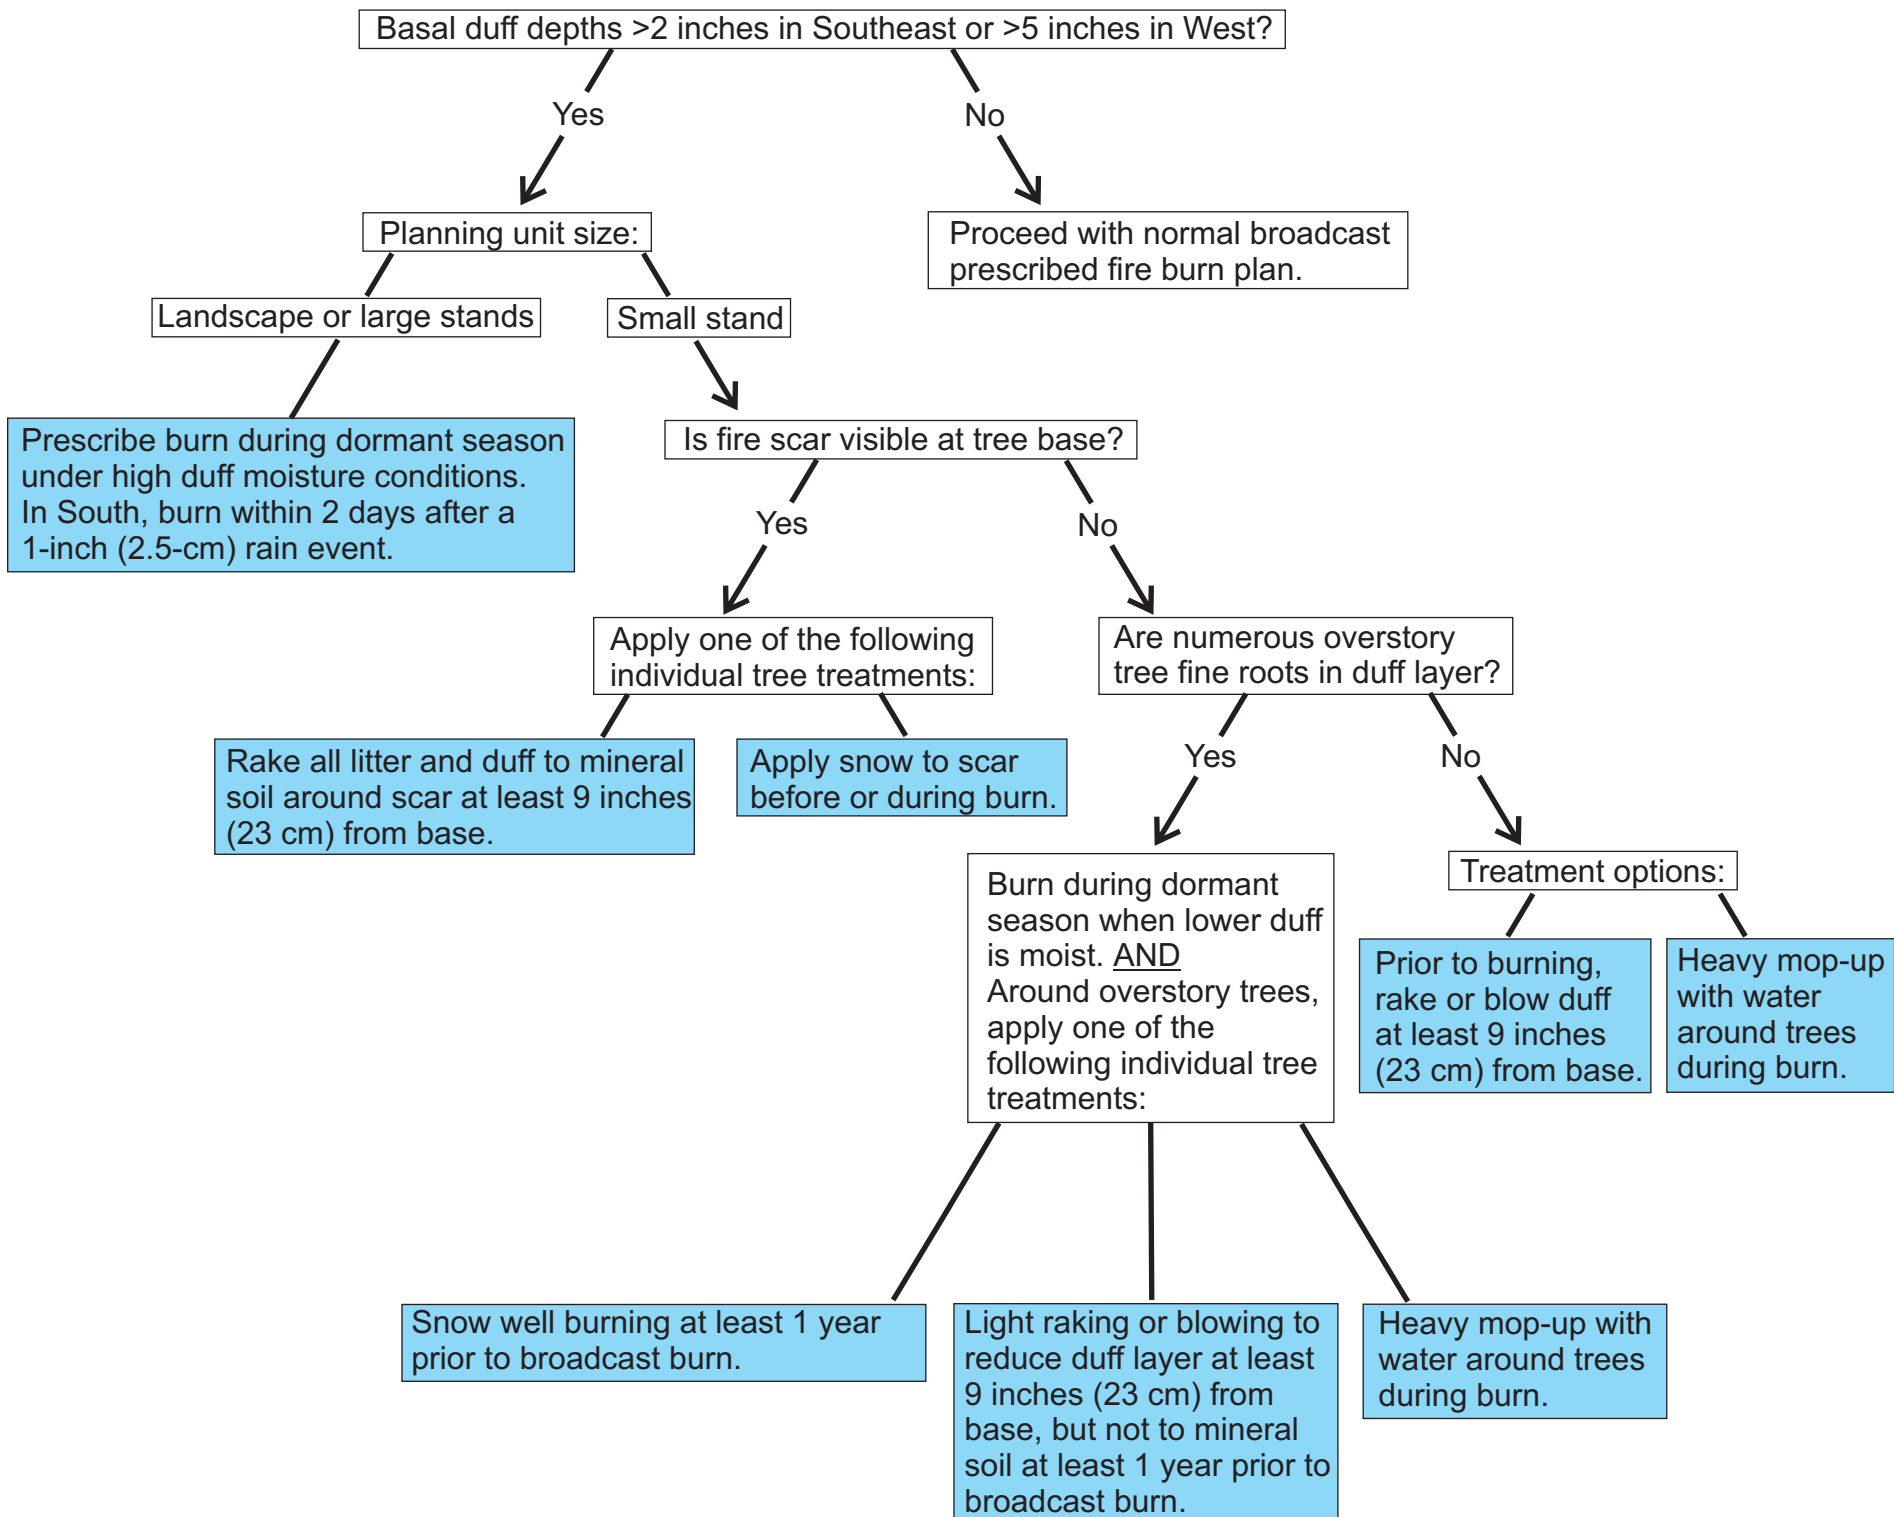 Basal duff depths >2 inches in Southeast or >5 inches in West?
Yes
No
Planning unit size:
Proceed with normal broadcast
prescribed fire burn plan.
Landscape or large stands
Small stand
Prescribe burn during dormant season
under high duff moisture conditions.
In South, burn within 2 days after a
1-inch (2.5-cm) rain event.
Is fire scar visible at tree base?
Yes
No
Apply one of the following
individual tree treatments:
Are numerous overstory
tree fine roots in duff layer?
Rake all litter and duff to mineral
soil around scar at least 9 inches
(23 cm) from base.
Apply snow to scar
before or during burn.
Yes
No
Burn during dormant
season when lower duff
is moist. AND
Around overstory trees,
apply one of the
following individual tree
treatments:
Treatment options:
Prior to burning,
rake or blow duff
at least 9 inches
(23 cm) from base.
Heavy mop-up
with water
around trees
during burn.
Snow well burning at least 1 year
prior to broadcast burn.
Light raking or blowing to
reduce duff layer at least
9 inches (23 cm) from
base, but not to mineral
soil at least 1 year prior to
broadcast burn.
Heavy mop-up with
water around trees
during burn.